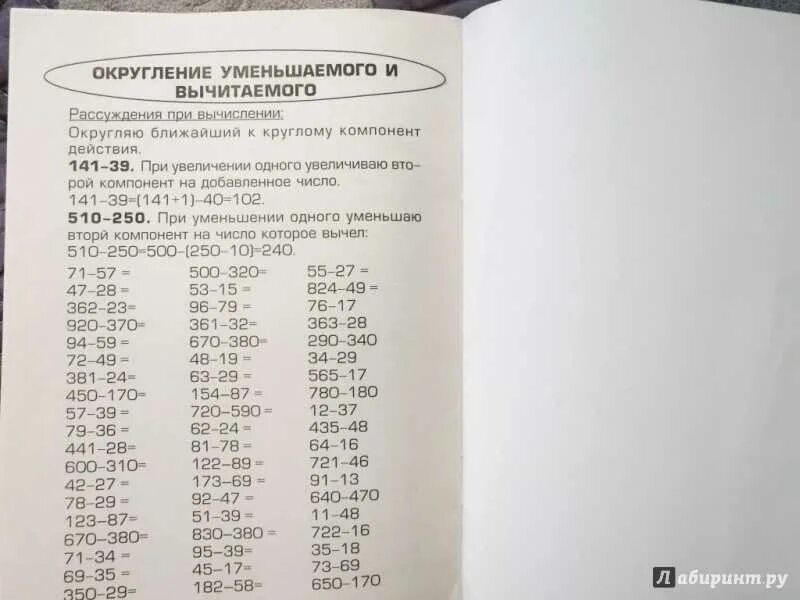 ОКРУГЛЕНИЕ УМЕНЬШАЕМОГО И
ВЫЧИТАЕМОГО
Рассуждения при вычислении:
Округляю ближайший к круглому компонент
действия.
141–39. При увеличении одного увеличиваю вто-
рой компонент на добавленное число.
141–39=(141+1)–40=102.
510–250. При уменьшении одного уменьшаю
вторй компонент на число которое вычел:
510–250=500–(250–10)=240.
71–57 = 500–320= 55–27 =
47–28 = 53–15 = 824–49 =
362–23= 96–79 = 76–17
920–370= 361–32= 363–28
94–59 = 670–380= 290–340
72–49 = 48–19 = 34–29
381–24= 63–29 = 565–17
450–170= 154–87 = 780–180
57–39 = 720–590 = 12–37
79–36 = 62–24 = 435–48
441–28= 81–78 = 64–16
600–310= 122–89 = 721–46
42–27 = 173–69 = 91–13
78–29 = 92–47 = 640–470
123–87= 51–39 = 11–48
670–380= 830–380 = 722–16
71–34 = 95–39= 35–18
69–35 = 45–17= 73–69
350–29= 182–58= 650–170
Лабиринт.ру